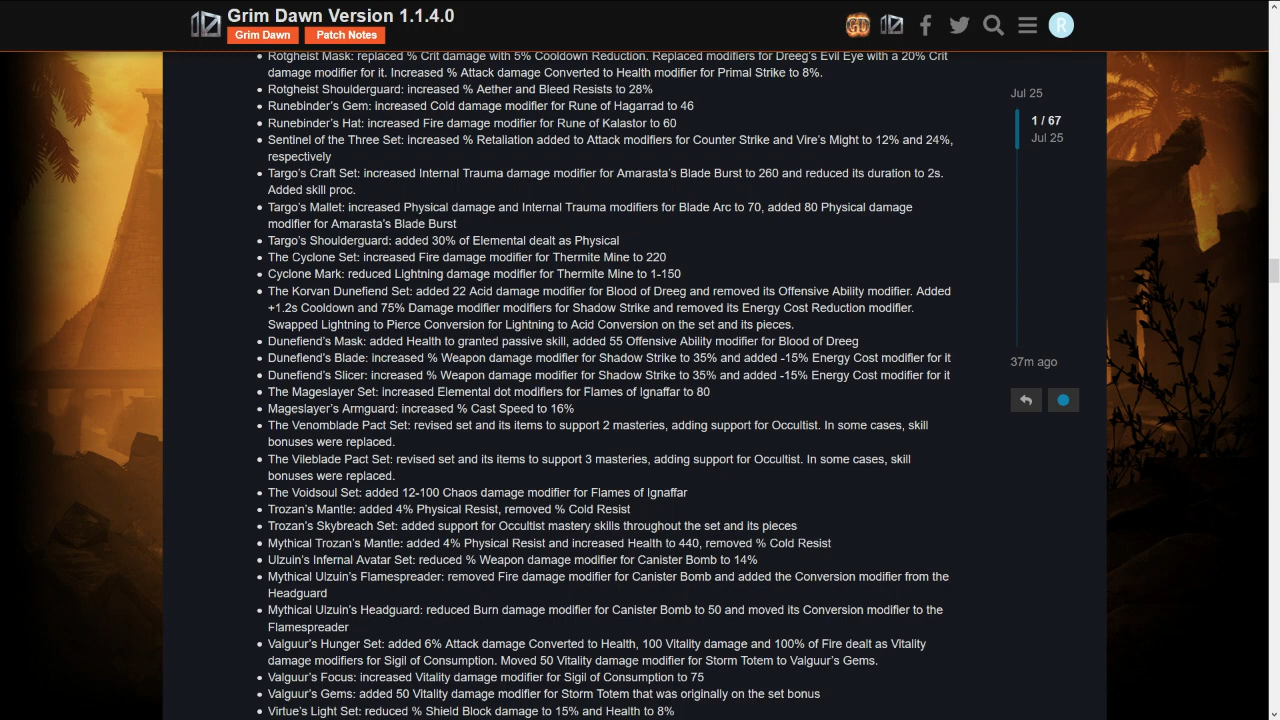 Grim Dawn Version 1.1.4.0
Grim Dawn Patch Notes
R
Rotgheist Mask: replaced % Crit damage with 5% Cooldown Reduction. Replaced modifiers for Dreeg's Evil Eye with a 20% Crit
damage modifier for it. Increased % Attack damage Converted to Health modifier for Primal Strike to 8%.
Rotgheist Shoulderguard: increased % Aether and Bleed Resists to 28%
Runebinder's Gem: increased Cold damage modifier for Rune of Hagarrad to 46
Runebinder's Hat: increased Fire damage modifier for Rune of Kalastor to 60
Sentinel of the Three Set: increased % Retaliation added to Attack modifiers for Counter Strike and Vire's Might to 12% and 24%,
respectively
Targo's Craft Set: increased Internal Trauma damage modifier for Amarasta's Blade Burst to 260 and reduced its duration to 2s.
Added skill proc.
Targo's Mallet: increased Physical damage and Internal Trauma modifiers for Blade Arc to 70, added 80 Physical damage
modifier for Amarasta's Blade Burst
Targo's Shoulderguard: added 30% of Elemental dealt as Physical
The Cyclone Set: increased Fire damage modifier for Thermite Mine to 220
Cyclone Mark: reduced Lightning damage modifier for Thermite Mine to 1-150
The Korvan Dunefiend Set: added 22 Acid damage modifier for Blood of Dreeg and removed its Offensive Ability modifier. Added
+1.2s Cooldown and 75% Damage modifier modifiers for Shadow Strike and removed its Energy Cost Reduction modifier.
Swapped Lightning to Pierce Conversion for Lightning to Acid Conversion on the set and its pieces.
Dunefiend's Mask: added Health to granted passive skill, added 55 Offensive Ability modifier for Blood of Dreeg
Dunefiend's Blade: increased % Weapon damage modifier for Shadow Strike to 35% and added -15% Energy Cost modifier for it
Dunefiend's Slicer: increased % Weapon damage modifier for Shadow Strike to 35% and added -15% Energy Cost modifier for it
The Mageslayer Set: increased Elemental dot modifiers for Flames of Ignaffar to 80
Mageslayer's Armguard: increased % Cast Speed to 16%
The Venomblade Pact Set: revised set and its items to support 2 masteries, adding support for Occultist. In some cases, skill
bonuses were replaced.
The Vileblade Pact Set: revised set and its items to support 3 masteries, adding support for Occultist. In some cases, skill
bonuses were replaced.
The Voidsoul Set: added 12-100 Chaos damage modifier for Flames of Ignaffar
Trozan's Mantle: added 4% Physical Resist, removed % Cold Resist
Trozan's Skybreach Set: added support for Occultist mastery skills throughout the set and its pieces
Mythical Trozan's Mantle: added 4% Physical Resist and increased Health to 440, removed % Cold Resist
Ulzuin's Infernal Avatar Set: reduced % Weapon damage modifier for Canister Bomb to 14%
Mythical Ulzuin's Flamespreader: removed Fire damage modifier for Canister Bomb and added the Conversion modifier from the
Headguard
Mythical Ulzuin's Headguard: reduced Burn damage modifier for Canister Bomb to 50 and moved its Conversion modifier to the
Flamespreader
Valguur's Hunger Set: added 6% Attack damage Converted to Health, 100 Vitality damage and 100% of Fire dealt as Vitality
damage modifiers for Sigil of Consumption. Moved 50 Vitality damage modifier for Storm Totem to Valguur's Gems.
Valguur's Focus: increased Vitality damage modifier for Sigil of Consumption to 75
Valguur's Gems: added 50 Vitality damage modifier for Storm Totem that was originally on the set bonus
Virtue's Light Set: reduced % Shield Block damage to 15% and Health to 8%
Jul 25
1 / 67
Jul 25
37m ago